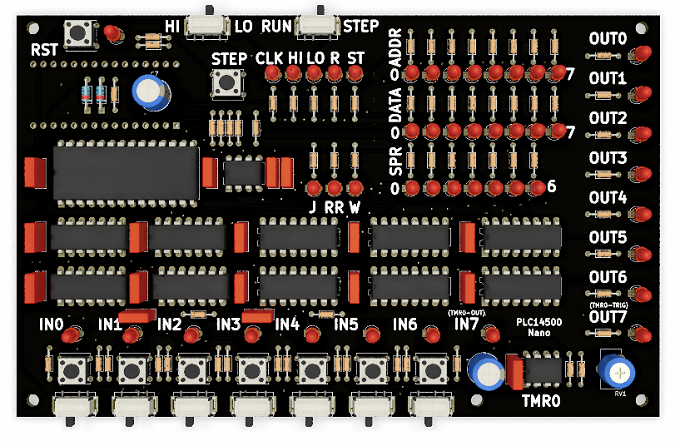 HI LO RUN STEP
RST
STEP CLK HI LO R ST
ADDR
0 7
DATA
0 7
SPR
0 6
J RR W
OUT0
OUT1
OUT2
OUT3
OUT4
OUT5
OUT6
(TMR0-TRIG)
OUT7
IN0 IN1 IN2 IN3 IN4 IN5 IN6
(TMR0-OUT)
IN7
PLC14500
Nano
TMR0
RV1